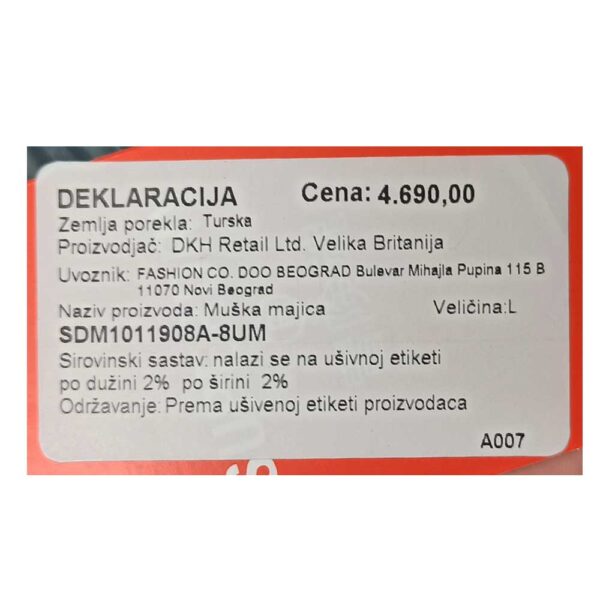 DEKLARACIJA Cena: 4.690,00
Zemlja porekla: Turska
Proizvodjač: DKH Retail Ltd. Velika Britanija
Uvoznik: FASHION CO. DOO BEOGRAD Bulevar Mihajla Pupina 115 B
11070 Novi Beograd
Naziv proizvoda: Muška majica Veličina:L
SDM1011908A-8UM
Sirovinski sastav: nalazi se na ušivnoj etiketi
po dužini 2% po širini 2%
Održavanje: Prema ušivenoj etiketi proizvodaca
A007